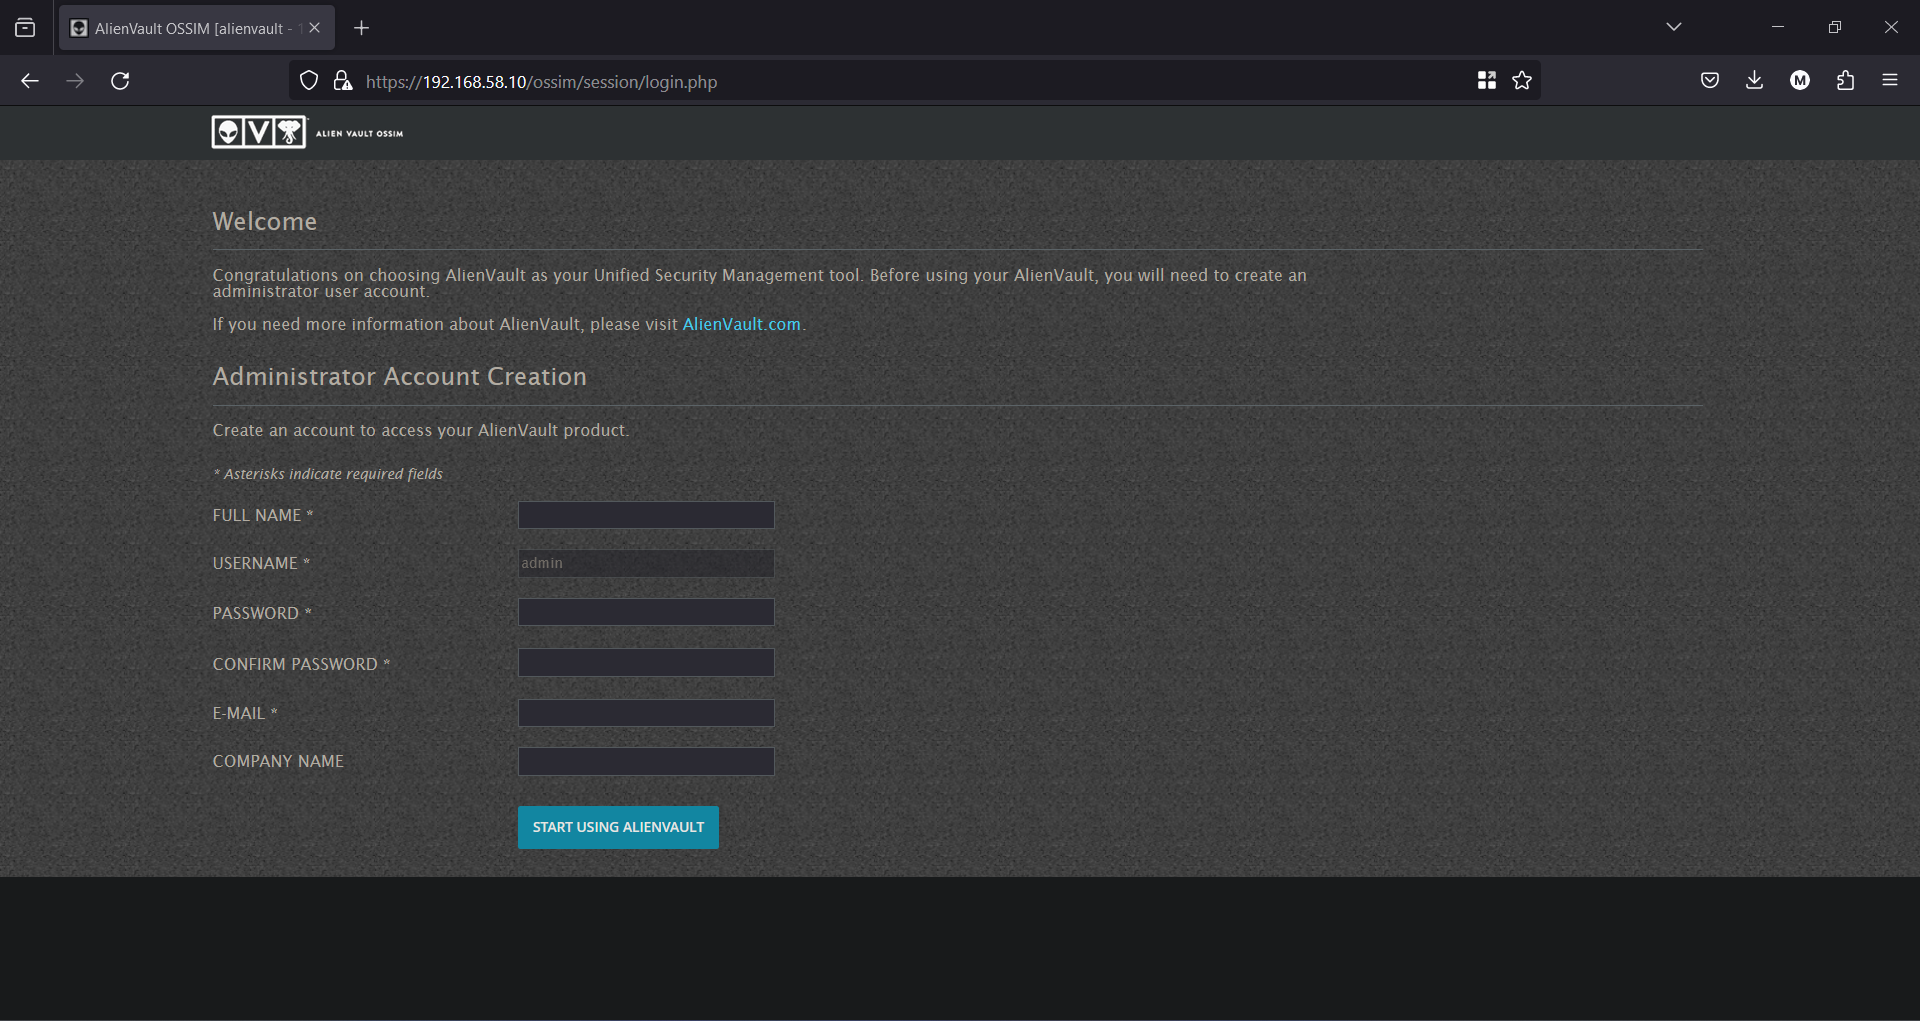 AlienVault OSSIM [alienvault -
https://192.168.58.10/ossim/session/login.php
M
V
ALIEN VAULT OSSIM
Welcome
Congratulations on choosing AlienVault as your Unified Security Management tool. Before using your AlienVault, you will need to create an
administrator user account.
If you need more information about AlienVault, please visit AlienVault.com.
Administrator Account Creation
Create an account to access your AlienVault product.
* Asterisks indicate required fields
FULL NAME *
USERNAME *
admin
PASSWORD *
CONFIRM PASSWORD *
E-MAIL *
COMPANY NAME
START USING ALIENVAULT